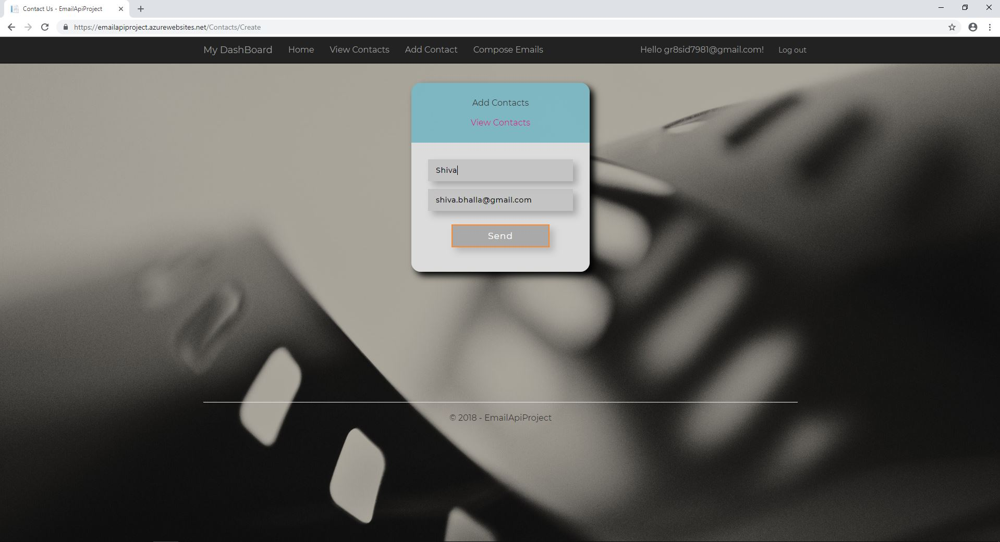 Contact Us - EmailApiProject
https://emailapiproject.azurewebsites.net/Contacts/Create
My DashBoard Home View Contacts Add Contact Compose Emails Hello gr8sid7981@gmail.com! Log out
Add Contacts
View Contacts
Shiva
shiva.bhalla@gmail.com
Send
© 2018 - EmailApiProject